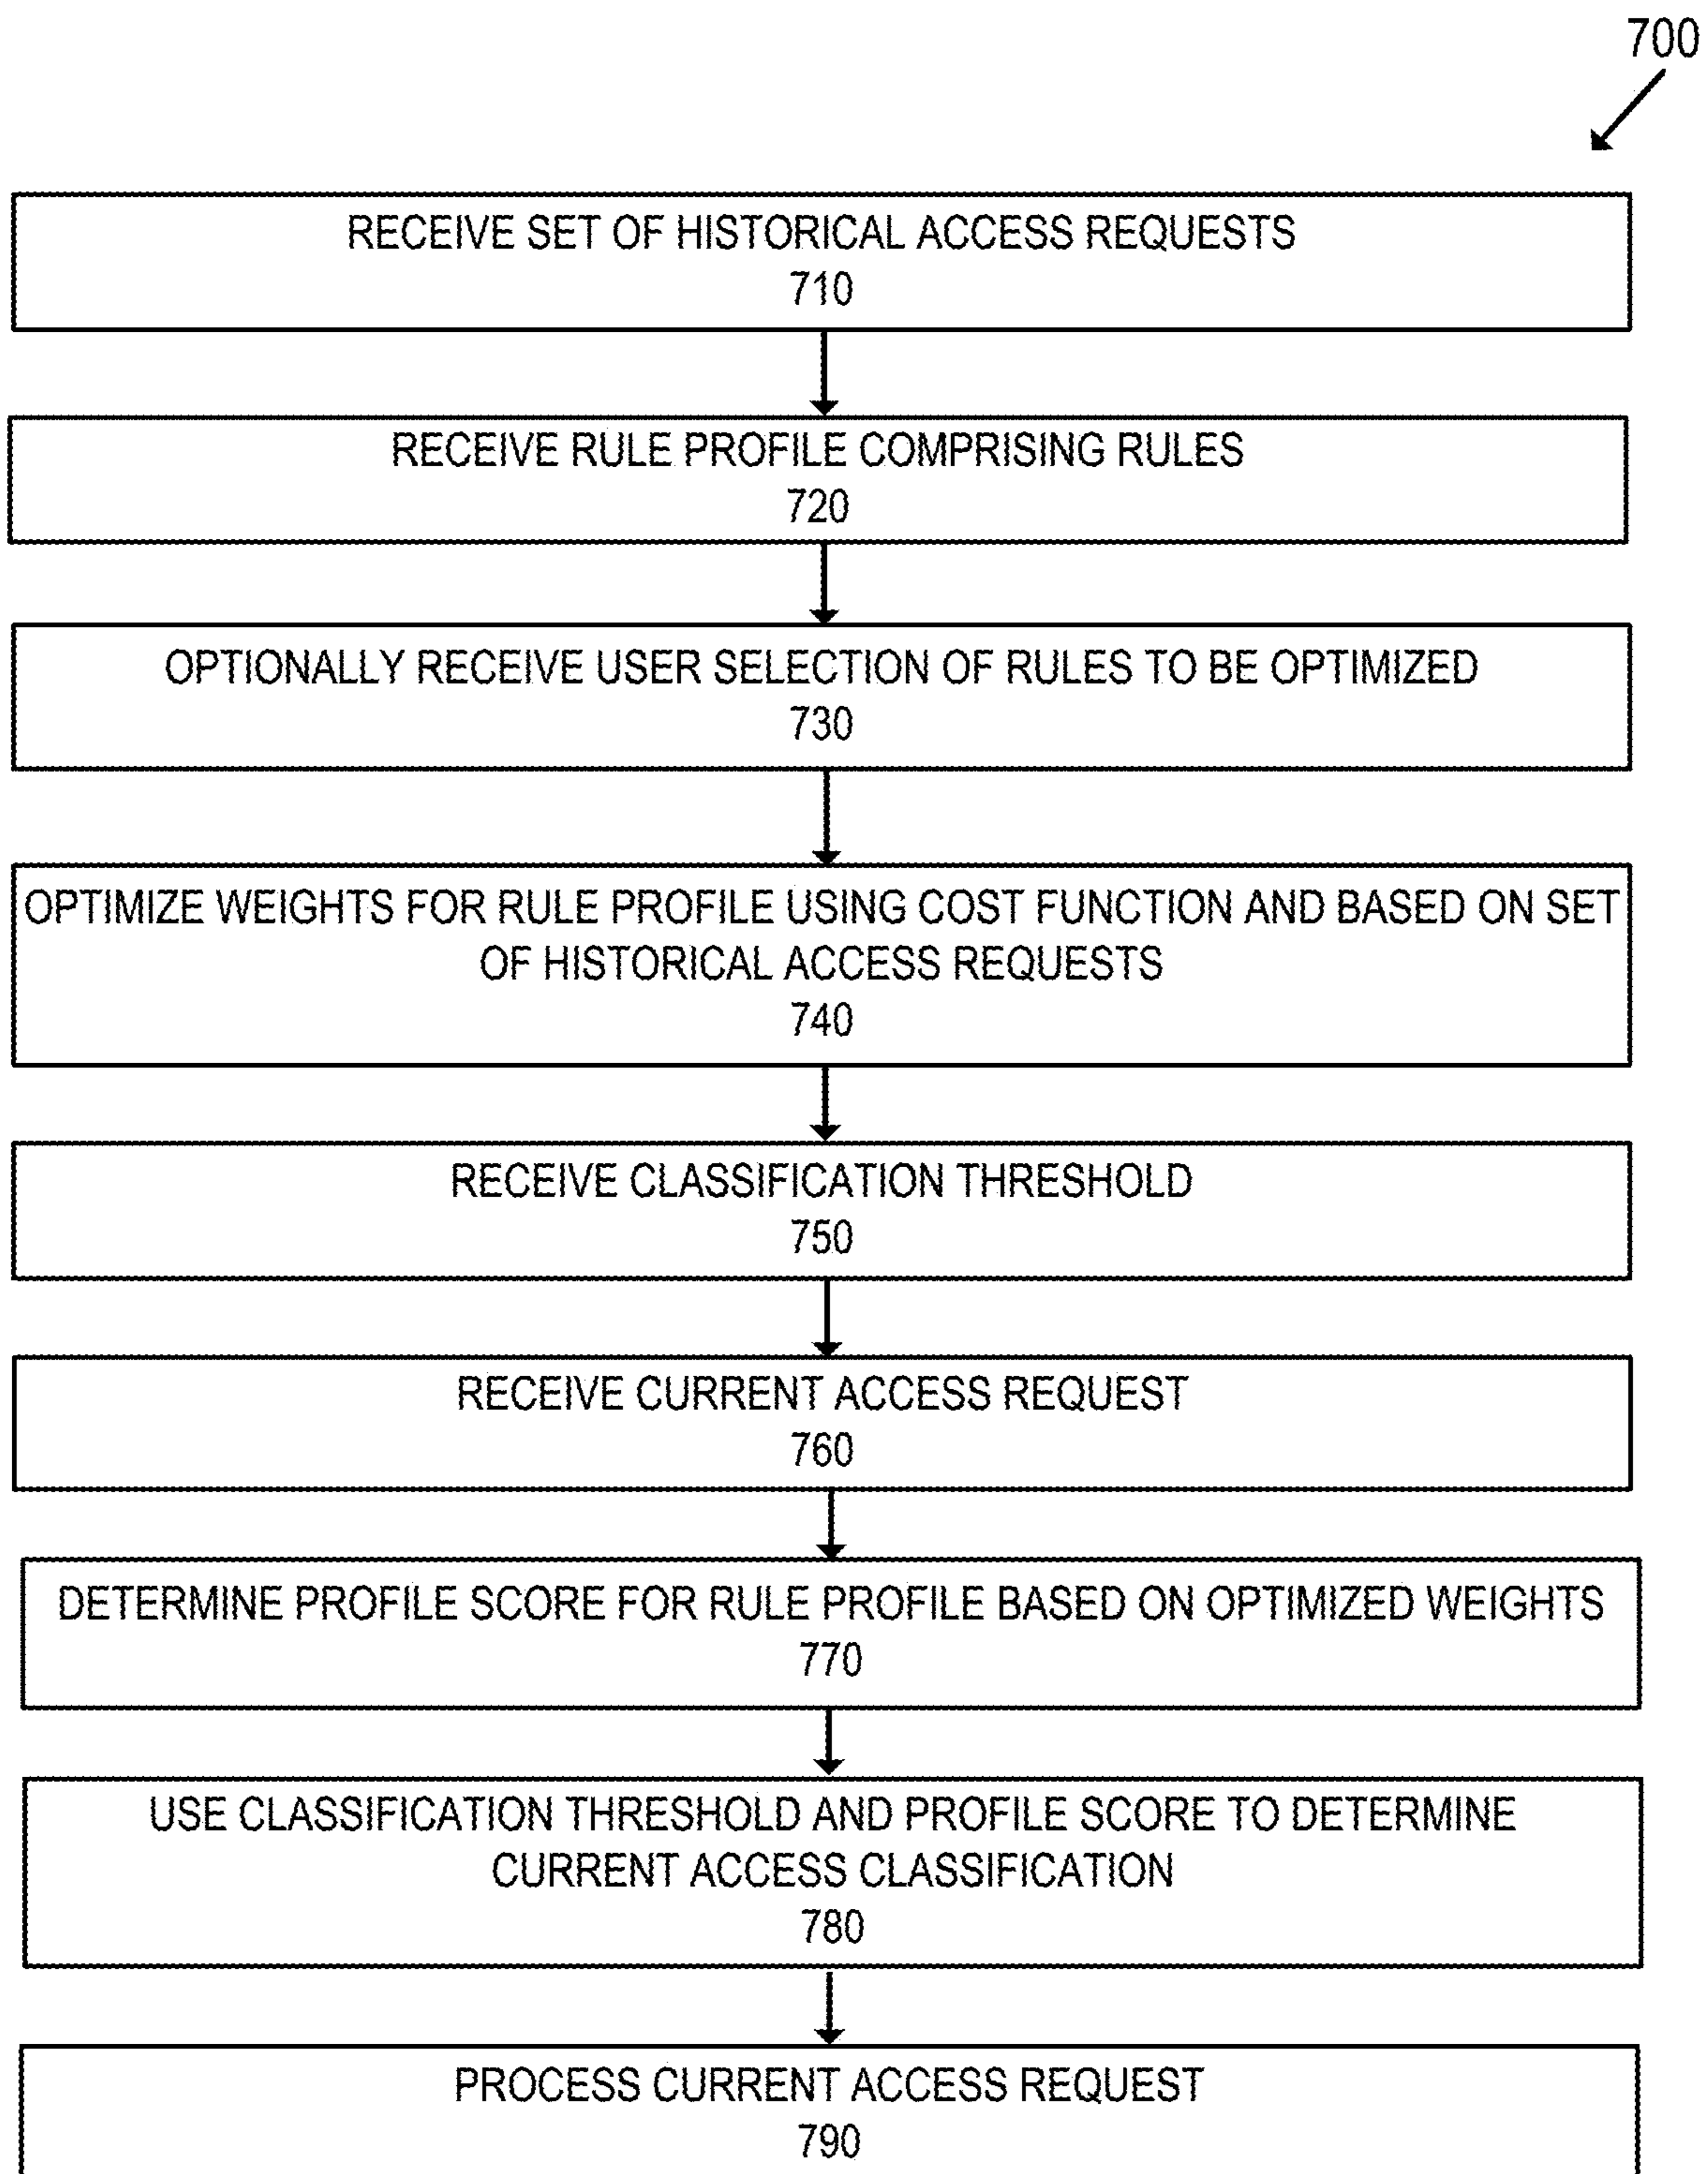 700
RECEIVE SET OF HISTORICAL ACCESS REQUESTS
710
RECEIVE RULE PROFILE COMPRISING RULES
720
OPTIONALLY RECEIVE USER SELECTION OF RULES TO BE OPTIMIZED
730
OPTIMIZE WEIGHTS FOR RULE PROFILE USING COST FUNCTION AND BASED ON SET
OF HISTORICAL ACCESS REQUESTS
740
RECEIVE CLASSIFICATION THRESHOLD
750
RECEIVE CURRENT ACCESS REQUEST
760
DETERMINE PROFILE SCORE FOR RULE PROFILE BASED ON OPTIMIZED WEIGHTS
770
USE CLASSIFICATION THRESHOLD AND PROFILE SCORE TO DETERMINE
CURRENT ACCESS CLASSIFICATION
780
PROCESS CURRENT ACCESS REQUEST
790